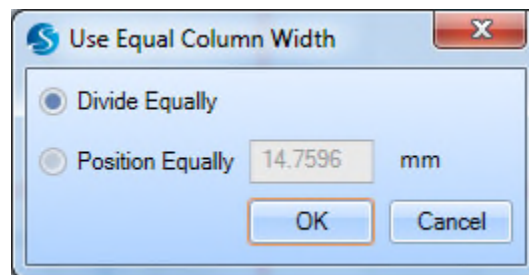 Use Equal Column Width
Divide Equally
Position Equally 14.7596 mm
OK Cancel